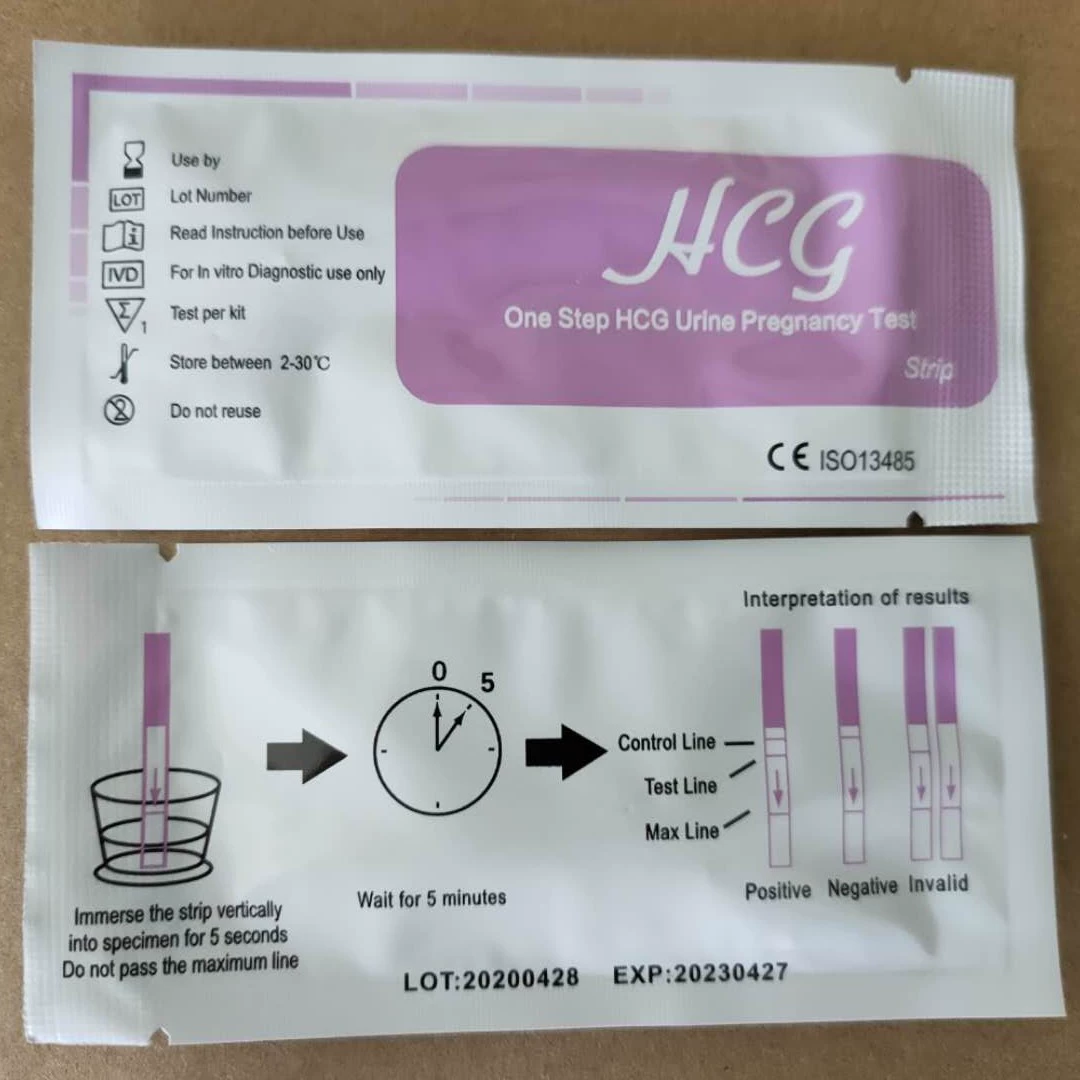 Use by
LOT Lot Number
Read Instruction before Use
IVD For In vitro Diagnostic use only
Σ 1 Test per kit
Store between 2-30℃
2 Do not reuse
HCG
One Step HCG Urine Pregnancy Test
Strip
CE ISO13485
Immerse the strip vertically
into specimen for 5 seconds
Do not pass the maximum line
0 5
Wait for 5 minutes
Interpretation of results
Control Line
Test Line
Max Line
Positive Negative Invalid
LOT:20200428 EXP:20230427